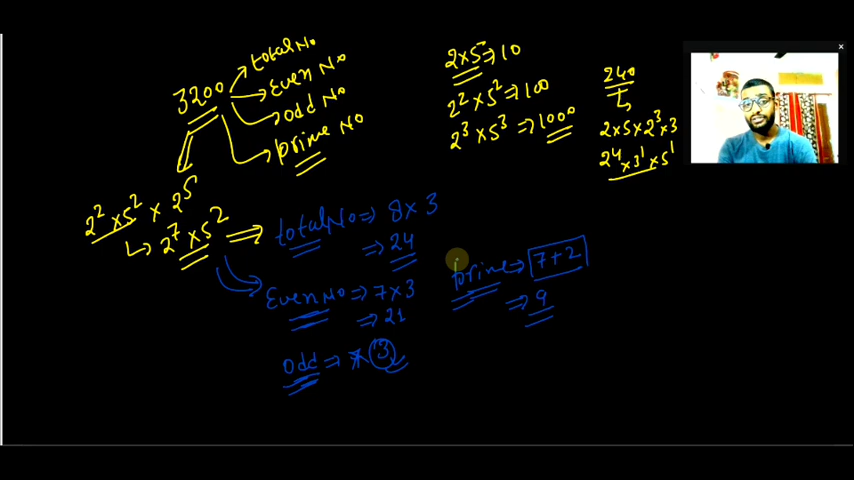 3200
total No
Even No
odd No
prime No
2² × 5² × 2⁵
2⁷ × 5²
2 × 5 ⇒ 10
2² × 5² ⇒ 100
2³ × 5³ ⇒ 1000
240
2 × 5 × 2³ × 3
2⁴ × 3¹ × 5¹
total No ⇒ 8 × 3
⇒ 24
Even No ⇒ 7 × 3
⇒ 21
odd ⇒ 3
prime ⇒ 7 + 2
⇒ 9